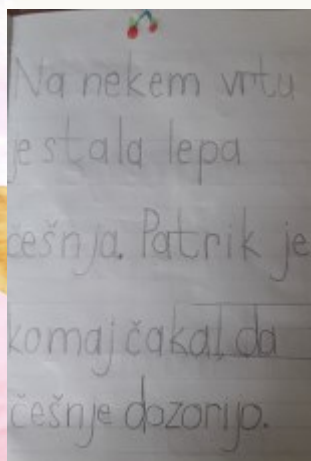 Na nekem vrtu
je stala lepa
češnja. Patrik je
komaj čakal, da
češnje dozorijo.